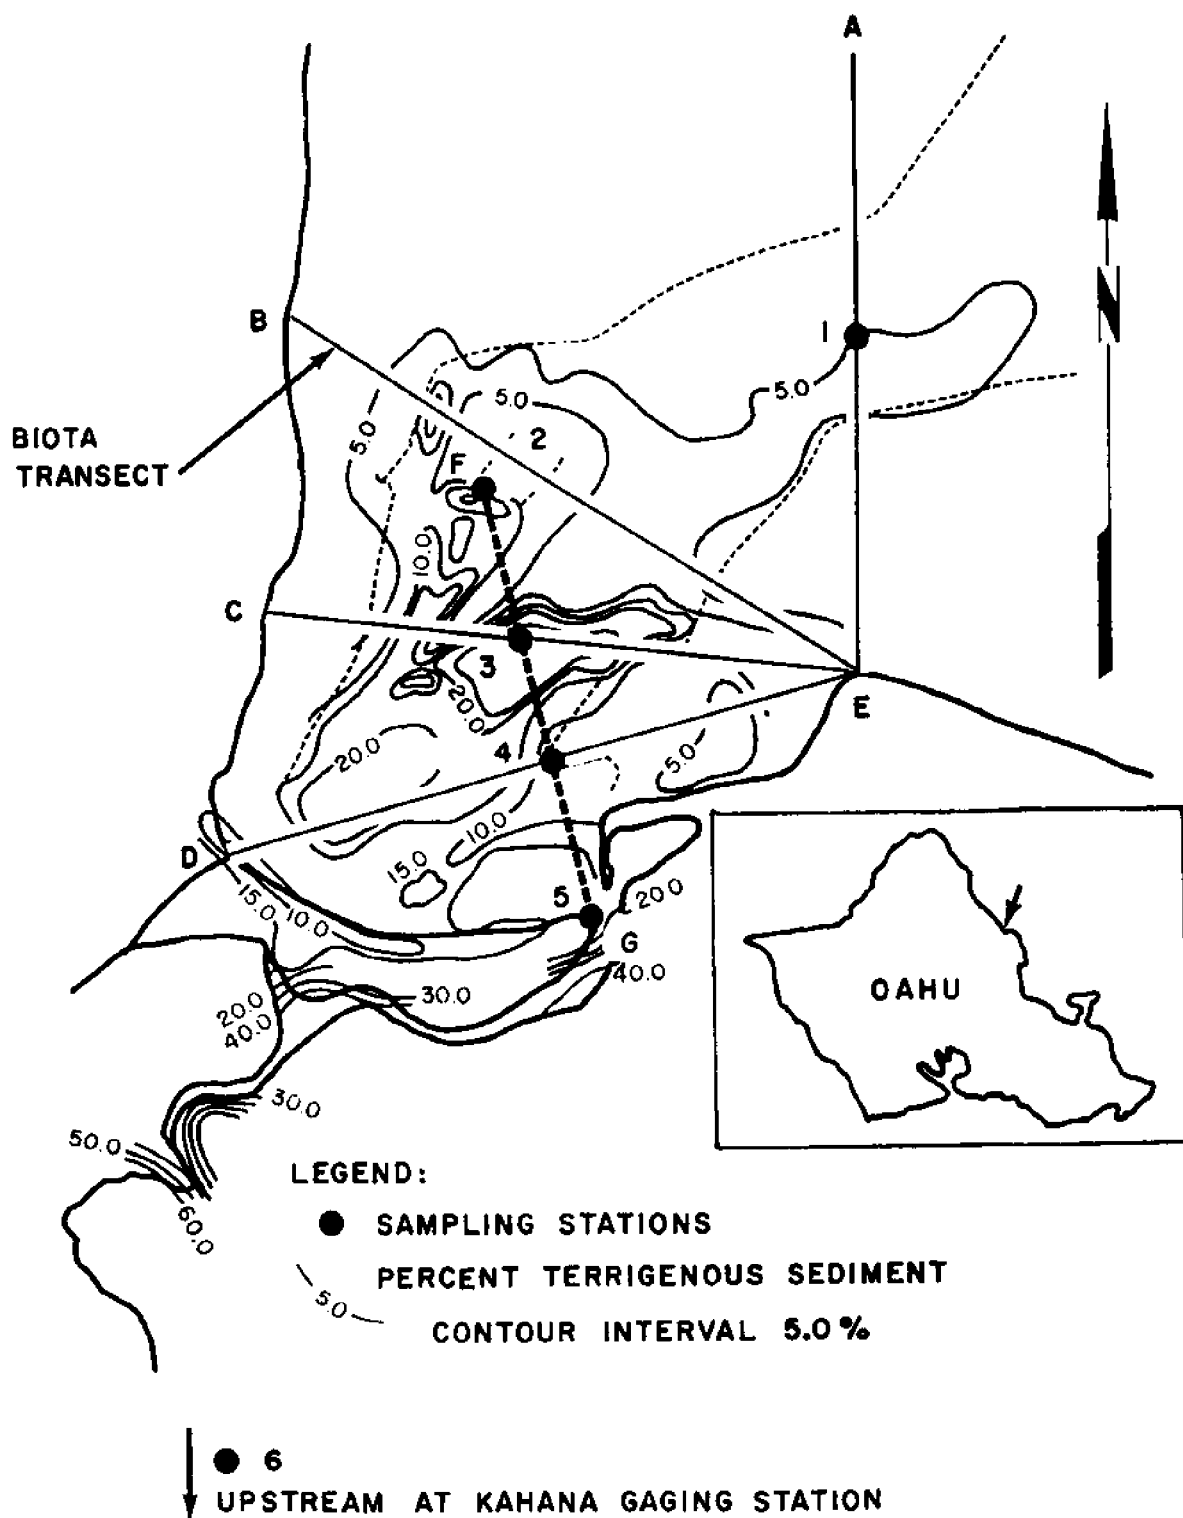 A
N
B
1
5.0
BIOTA
TRANSECT
5.0
5.0
2
F
10.0
C
3
20.0
E
4
20.0
5.0
10.0
D
15.0
5
15.0
10.0
20.0
G
40.0
20.0
30.0
40.0
OAHU
30.0
50.0
60.0
LEGEND:
SAMPLING STATIONS
PERCENT TERRIGENOUS SEDIMENT
5.0
CONTOUR INTERVAL 5.0%
6
UPSTREAM AT KAHANA GAGING STATION